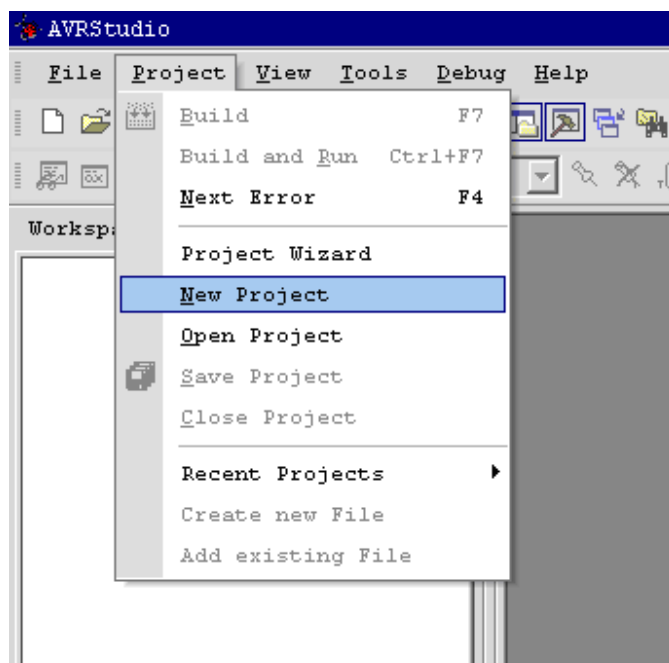 AVRStudio
File Project View Tools Debug Help
Build F7
Build and Run Ctrl+F7
Next Error F4
Project Wizard
New Project
Open Project
Save Project
Close Project
Recent Projects
Create new File
Add existing File